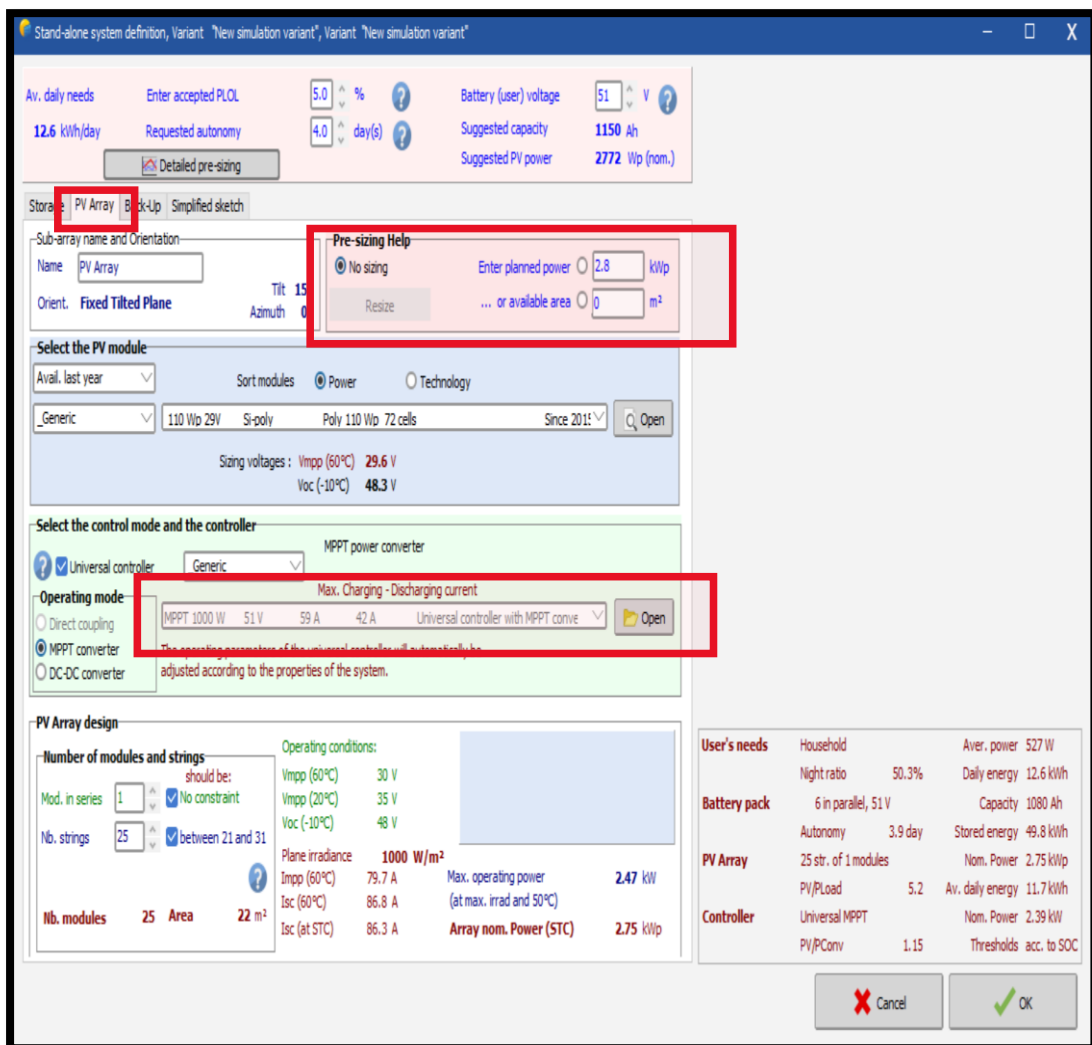 Stand-alone system definition, Variant "New simulation variant", Variant "New simulation variant"
Av. daily needs Enter accepted PLOL 5.0 % ? Battery (user) voltage 51 V ?
12.6 kWh/day Requested autonomy 4.0 day(s) ? Suggested capacity 1150 Ah
Detailed pre-sizing Suggested PV power 2772 Wp (nom.)
Storage PV Array Back-Up Simplified sketch
Sub-array name and Orientation
Name PV Array
Orient. Fixed Tilted Plane
Tilt 15
Azimuth 0
Pre-sizing Help
No sizing Enter planned power 2.8 kWp
Resize ... or available area 0 m²
Select the PV module
Avail. last year Sort modules Power Technology
_Generic 110 Wp 29V Si-poly Poly 110 Wp 72 cells Since 2015 Open
Sizing voltages : Vmpp (60°C) 29.6 V
Voc (-10°C) 48.3 V
Select the control mode and the controller
? Universal controller Generic MPPT power converter
Operating mode
Direct coupling
MPPT converter
DC-DC converter
Max. Charging - Discharging current
MPPT 1000 W 51 V 59 A 42 A Universal controller with MPPT conve Open
The operating parameters of the universal controller will automatically be
adjusted according to the properties of the system.
PV Array design
Number of modules and strings
should be:
Mod. in series 1 No constraint
Nb. strings 25 between 21 and 31
?
Nb. modules 25 Area 22 m²
Operating conditions:
Vmpp (60°C) 30 V
Vmpp (20°C) 35 V
Voc (-10°C) 48 V
Plane irradiance 1000 W/m²
Impp (60°C) 79.7 A Max. operating power 2.47 kW
Isc (60°C) 86.8 A (at max. irrad and 50°C)
Isc (at STC) 86.3 A Array nom. Power (STC) 2.75 kWp
User's needs Household Aver. power 527 W
Night ratio 50.3% Daily energy 12.6 kWh
Battery pack 6 in parallel, 51 V Capacity 1080 Ah
Autonomy 3.9 day Stored energy 49.8 kWh
PV Array 25 str. of 1 modules Nom. Power 2.75 kWp
PV/PLoad 5.2 Av. daily energy 11.7 kWh
Controller Universal MPPT Nom. Power 2.39 kW
PV/PConv 1.15 Thresholds acc. to SOC
Cancel OK